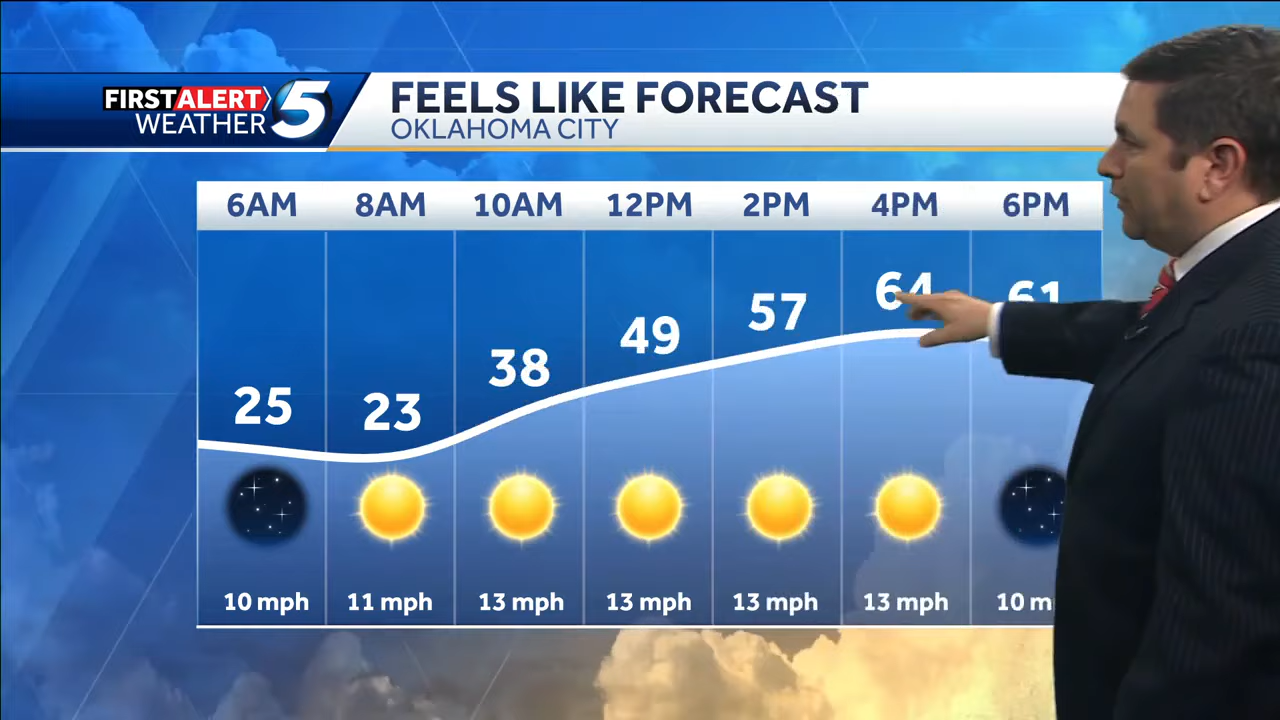 FIRST ALERT
WEATHER 5
FEELS LIKE FORECAST
OKLAHOMA CITY
6AM 8AM 10AM 12PM 2PM 4PM 6PM
25 23 38 49 57 64 61
10 mph 11 mph 13 mph 13 mph 13 mph 13 mph 10 m